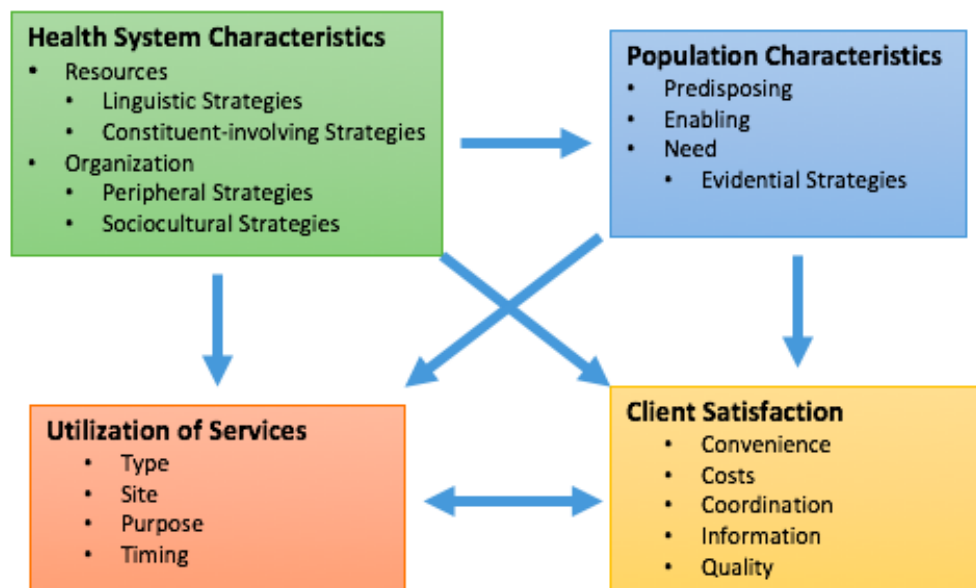 Health System Characteristics
• Resources
• Linguistic Strategies
• Constituent-involving Strategies
• Organization
• Peripheral Strategies
• Sociocultural Strategies
Population Characteristics
• Predisposing
• Enabling
• Need
• Evidential Strategies
Utilization of Services
• Type
• Site
• Purpose
• Timing
Client Satisfaction
• Convenience
• Costs
• Coordination
• Information
• Quality